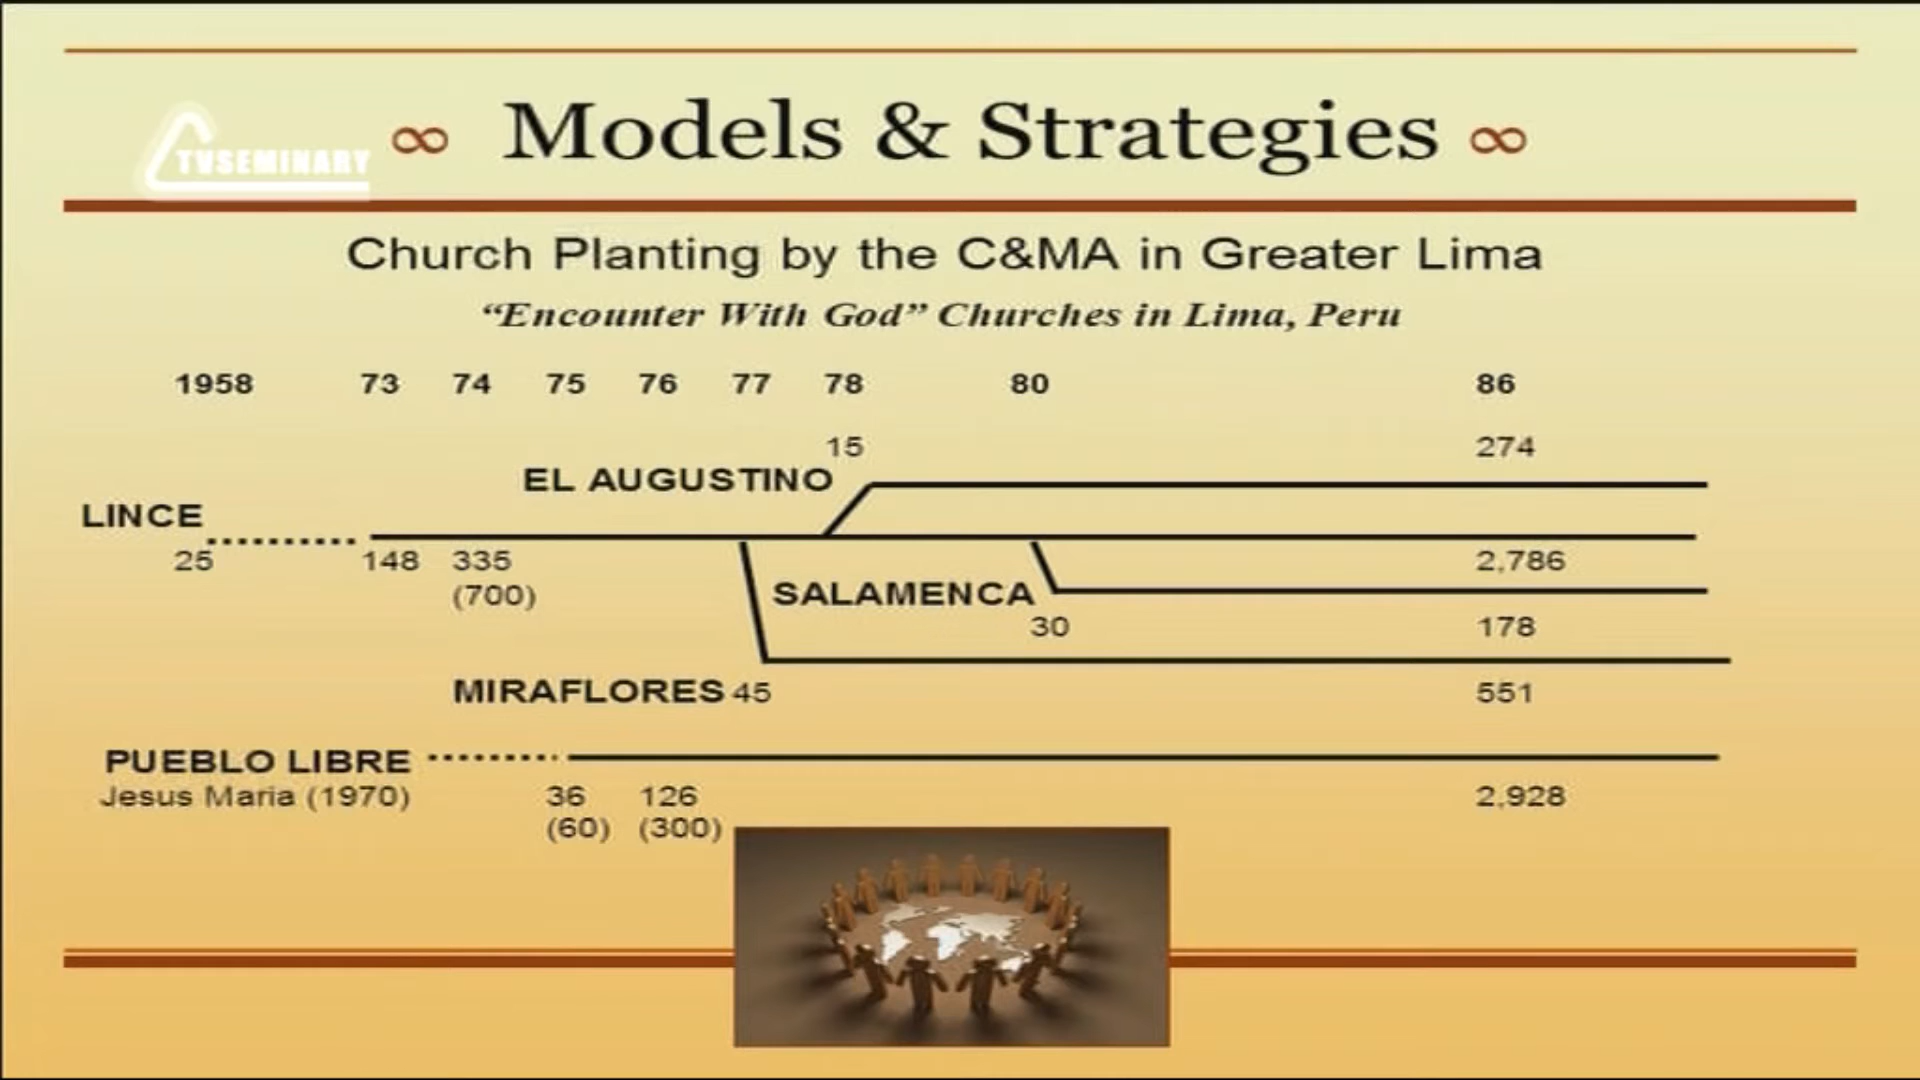 TVSEMINARY
∞ Models & Strategies ∞
Church Planting by the C&MA in Greater Lima
“Encounter With God” Churches in Lima, Peru
1958 73 74 75 76 77 78 80 86
15 274
EL AUGUSTINO
LINCE
25 148 335 2,786
(700)
SALAMENCA
30 178
MIRAFLORES 45 551
PUEBLO LIBRE
Jesus Maria (1970) 36 126 2,928
(60) (300)